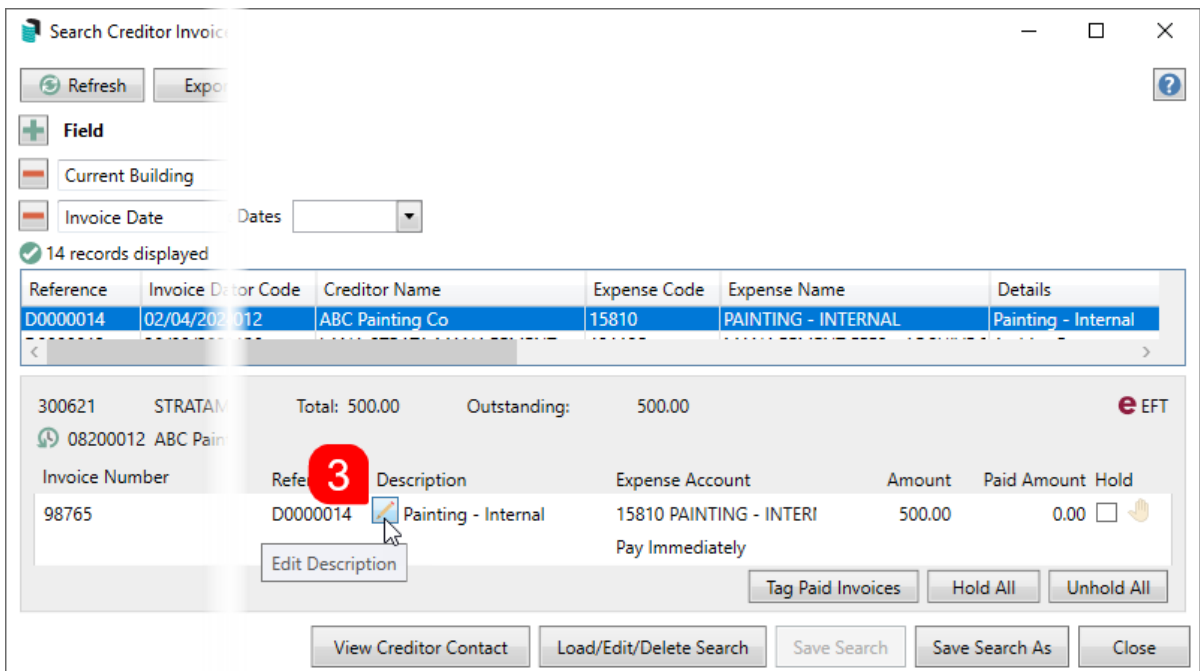 Search Creditor Invoic
Refresh Expor
Field
Current Building
Invoice Date Dates
14 records displayed
Reference Invoice D tor Code Creditor Name Expense Code Expense Name Details
D0000014 02/04/202 012 ABC Painting Co 15810 PAINTING - INTERNAL Painting - Internal
300621 STRATAM Total: 500.00 Outstanding: 500.00 e EFT
08200012 ABC Pain
Invoice Number Refer 3 Description Expense Account Amount Paid Amount Hold
98765 D0000014 Painting - Internal 15810 PAINTING - INTERI 500.00 0.00
Pay Immediately
Edit Description
Tag Paid Invoices Hold All Unhold All
View Creditor Contact Load/Edit/Delete Search Save Search Save Search As Close